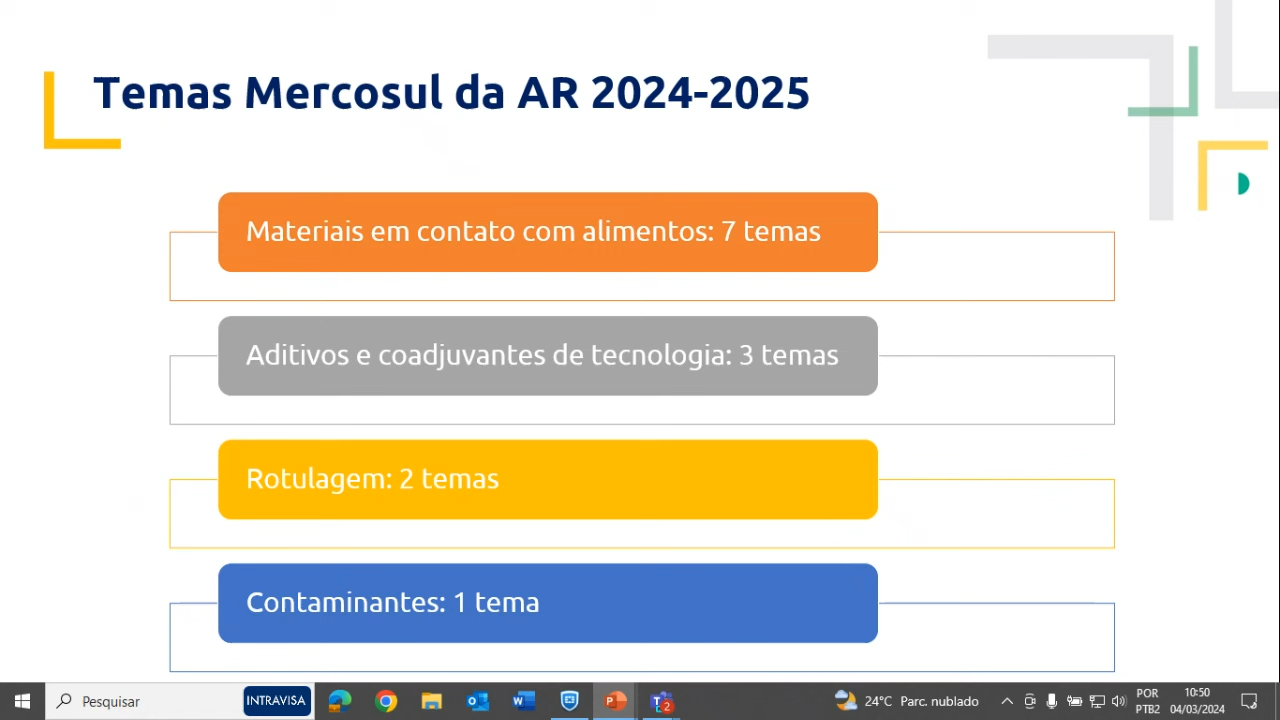 Temas Mercosul da AR 2024-2025
Materiais em contato com alimentos: 7 temas
Aditivos e coadjuvantes de tecnologia: 3 temas
Rotulagem: 2 temas
Contaminantes: 1 tema
Pesquisar
INTRAVISA
2
24°C Parc. nublado
POR
PTB2
10:50
04/03/2024